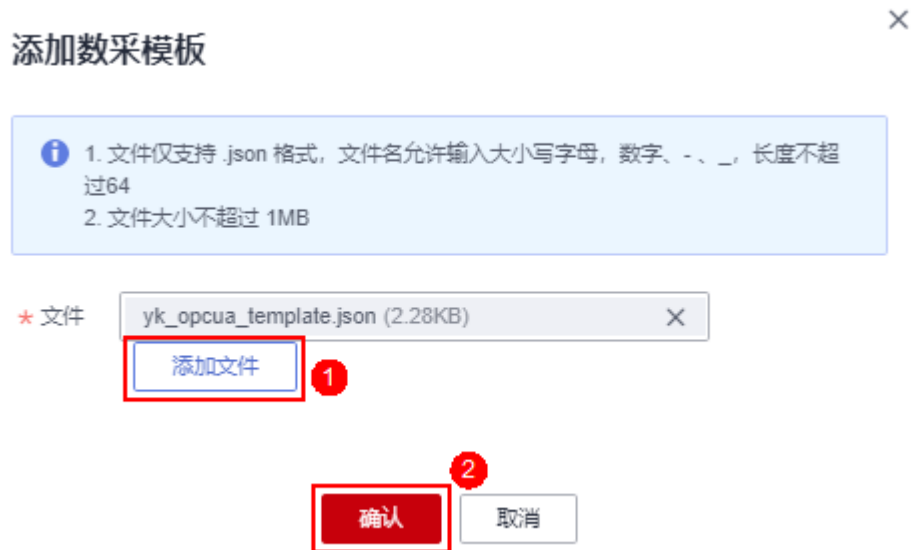 添加数采模板
1. 文件仅支持 .json 格式，文件名允许输入大小写字母，数字、- 、_，长度不超
过64
2. 文件大小不超过 1MB
* 文件
yk_opcua_template.json (2.28KB)
添加文件
1
2
确认
取消